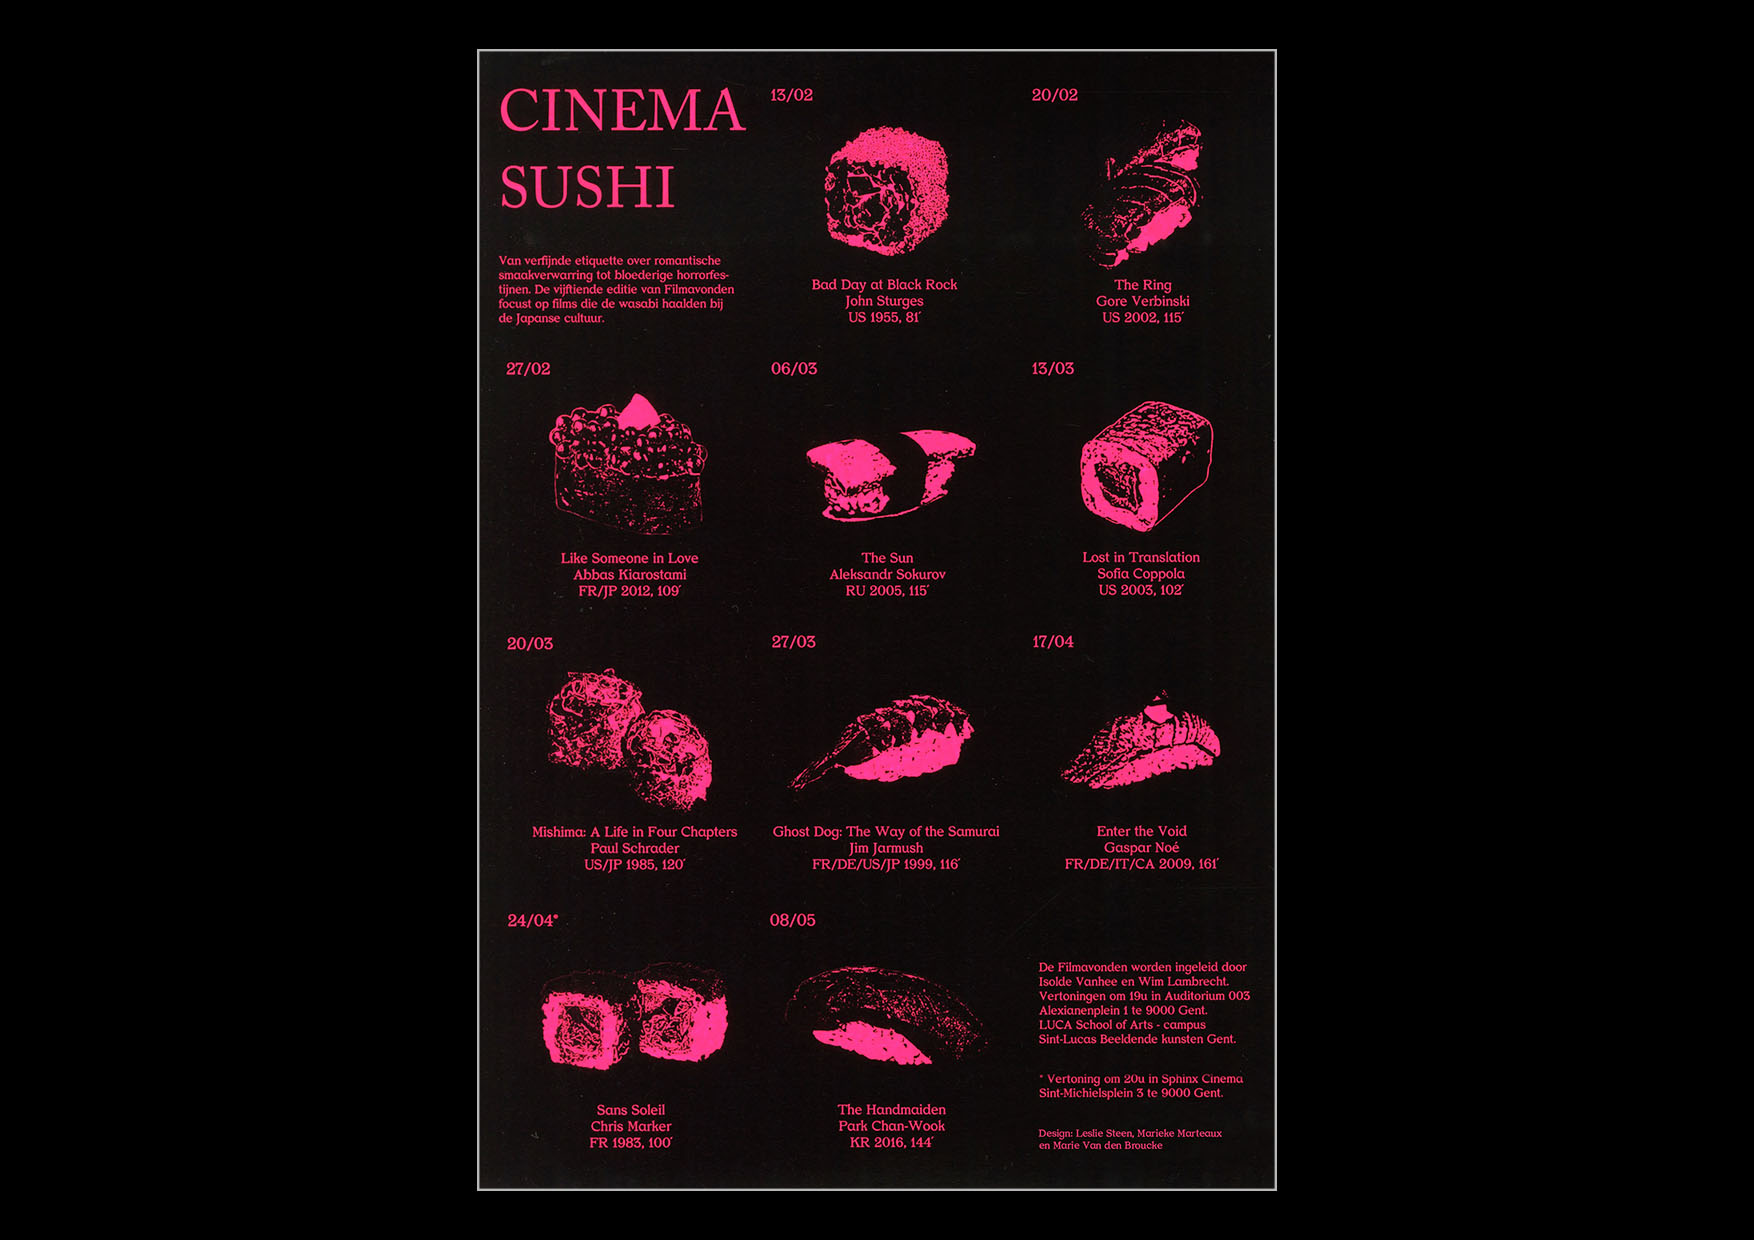 CINEMA
SUSHI
Van verfijnde etiquette over romantische
smaakverwarring tot bloederige horrorfes-
tijnen. De vijftiende editie van Filmavonden
focust op films die de wasabi haalden bij
de Japanse cultuur.
13/02
Bad Day at Black Rock
John Sturges
US 1955, 81′
20/02
The Ring
Gore Verbinski
US 2002, 115′
27/02
Like Someone in Love
Abbas Kiarostami
FR/JP 2012, 109′
06/03
The Sun
Aleksandr Sokurov
RU 2005, 115′
13/03
Lost in Translation
Sofia Coppola
US 2003, 102′
20/03
Mishima: A Life in Four Chapters
Paul Schrader
US/JP 1985, 120′
27/03
Ghost Dog: The Way of the Samurai
Jim Jarmush
FR/DE/US/JP 1999, 116′
17/04
Enter the Void
Gaspar Noé
FR/DE/IT/CA 2009, 161′
24/04*
Sans Soleil
Chris Marker
FR 1983, 100′
08/05
The Handmaiden
Park Chan-Wook
KR 2016, 144′
De Filmavonden worden ingeleid door
Isolde Vanhee en Wim Lambrecht.
Vertoningen om 19u in Auditorium 003
Alexianenplein 1 te 9000 Gent.
LUCA School of Arts - campus
Sint-Lucas Beeldende kunsten Gent.
* Vertoning om 20u in Sphinx Cinema
Sint-Michielsplein 3 te 9000 Gent.
Design: Leslie Steen, Marieke Marteaux
en Marie Van den Broucke